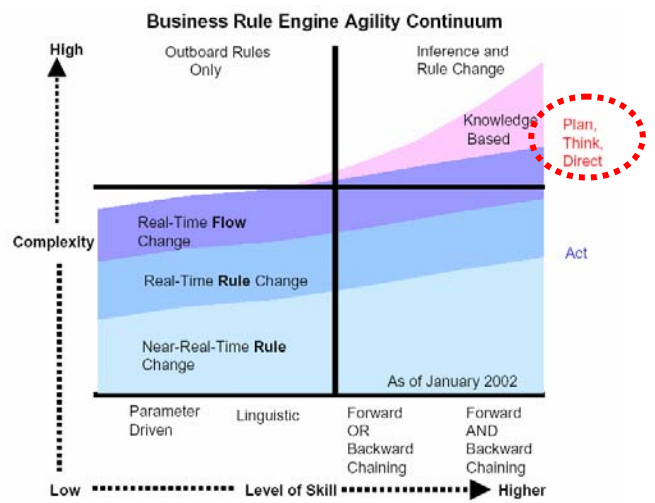 Business Rule Engine Agility Continuum
High
Outboard Rules
Only
Inference and
Rule Change
Knowledge
Based
Plan,
Think,
Direct
Real-Time Flow
Change
Complexity
Act
Real-Time Rule Change
Near-Real-Time Rule
Change
As of January 2002
Parameter
Driven
Linguistic
Forward
OR
Backward
Chaining
Forward
AND
Backward
Chaining
Low
Level of Skill
Higher